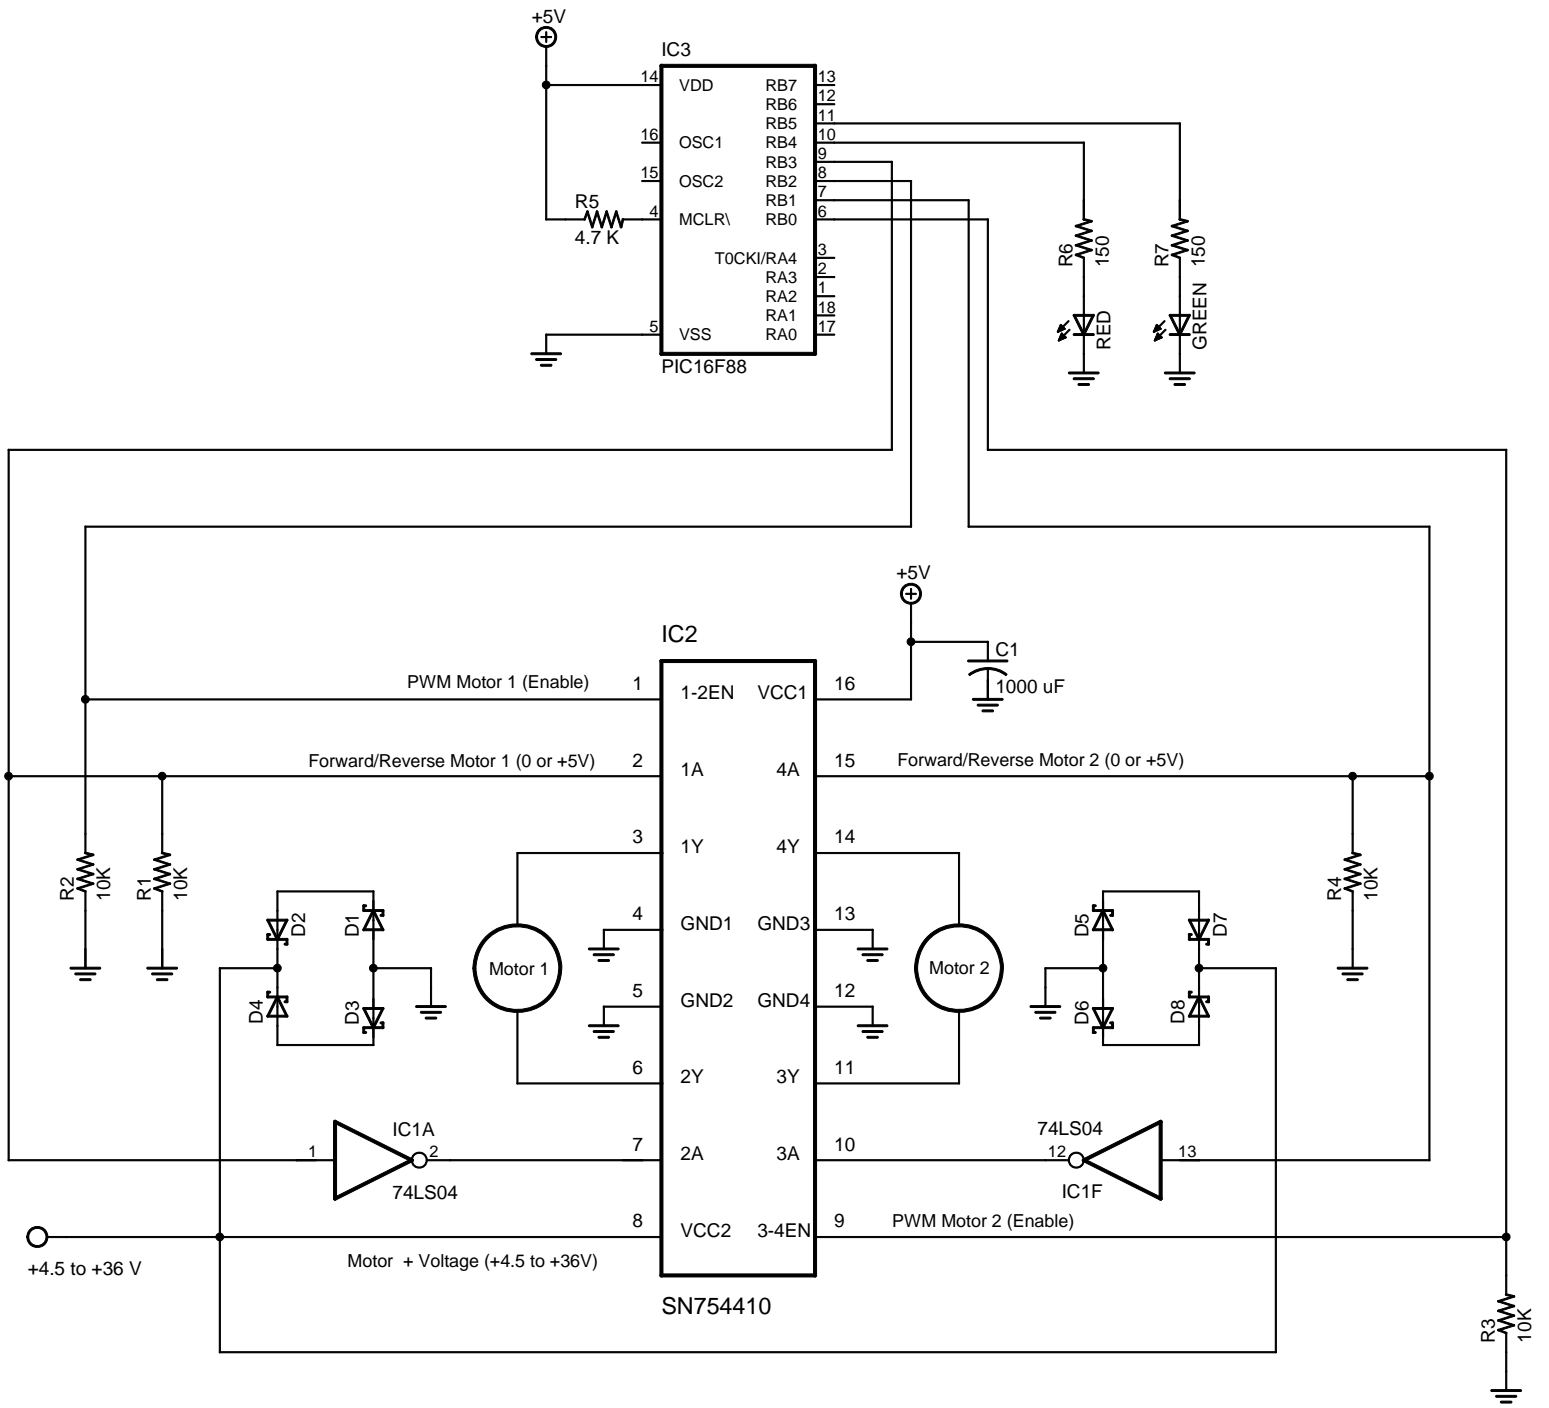 +5V
IC3
14 VDD RB7 13
RB6 12
RB5 11
16 OSC1 RB4 10
RB3 9
15 OSC2 RB2 8
RB1 7
R5
4.7 K
4 MCLR\ RB0 6
T0CKI/RA4 3
RA3 2
RA2 1
RA1 18
5 VSS RA0 17
PIC16F88
R6
150
RED
R7
150
GREEN
+5V
C1
1000 uF
IC2
PWM Motor 1 (Enable) 1 1-2EN VCC1 16
Forward/Reverse Motor 1 (0 or +5V) 2 1A 4A 15 Forward/Reverse Motor 2 (0 or +5V)
3 1Y 4Y 14
4 GND1 GND3 13
5 GND2 GND4 12
6 2Y 3Y 11
7 2A 3A 10
8 VCC2 3-4EN 9 PWM Motor 2 (Enable)
Motor + Voltage (+4.5 to +36V)
SN754410
R2
10K
R1
10K
D2
D1
D4
D3
Motor 1
Motor 2
D5
D7
D6
D8
R4
10K
IC1A
1
2
74LS04
74LS04
12
13
IC1F
+4.5 to +36 V
R3
10K